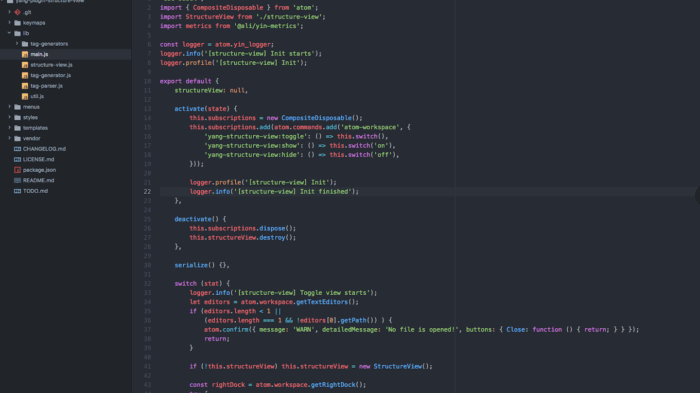 yang-plugin-structure-view
.git
keymaps
lib
tag-generators
main.js
structure-view.js
tag-generator.js
tag-parser.js
util.js
menus
styles
templates
vendor
CHANGELOG.md
LICENSE.md
package.json
README.md
TODO.md
2 import { CompositeDisposable } from 'atom';
3 import StructureView from './structure-view';
4 import metrics from '@ali/yin-metrics';
5
6 const logger = atom.yin_logger;
7 logger.info('[structure-view] Init starts');
8 logger.profile('[structure-view] Init');
9
10 export default {
11 structureView: null,
12
13 activate(state) {
14 this.subscriptions = new CompositeDisposable();
15 this.subscriptions.add(atom.commands.add('atom-workspace', {
16 'yang-structure-view:toggle': () => this.switch(),
17 'yang-structure-view:show': () => this.switch('on'),
18 'yang-structure-view:hide': () => this.switch('off'),
19 }));
20
21 logger.profile('[structure-view] Init');
22 logger.info('[structure-view] Init finished');
23 },
24
25 deactivate() {
26 this.subscriptions.dispose();
27 this.structureView.destroy();
28 },
29
30 serialize() {},
31
32 switch (stat) {
33 logger.info('[structure-view] Toggle view starts');
34 let editors = atom.workspace.getTextEditors();
35 if (editors.length < 1 ||
36 (editors.length === 1 && !editors[0].getPath()) ) {
37 atom.confirm({ message: 'WARN', detailedMessage: 'No file is opened!', buttons: { Close: function () { return; } } });
38 return;
39 }
40
41 if (!this.structureView) this.structureView = new StructureView();
42
43 const rightDock = atom.workspace.getRightDock();